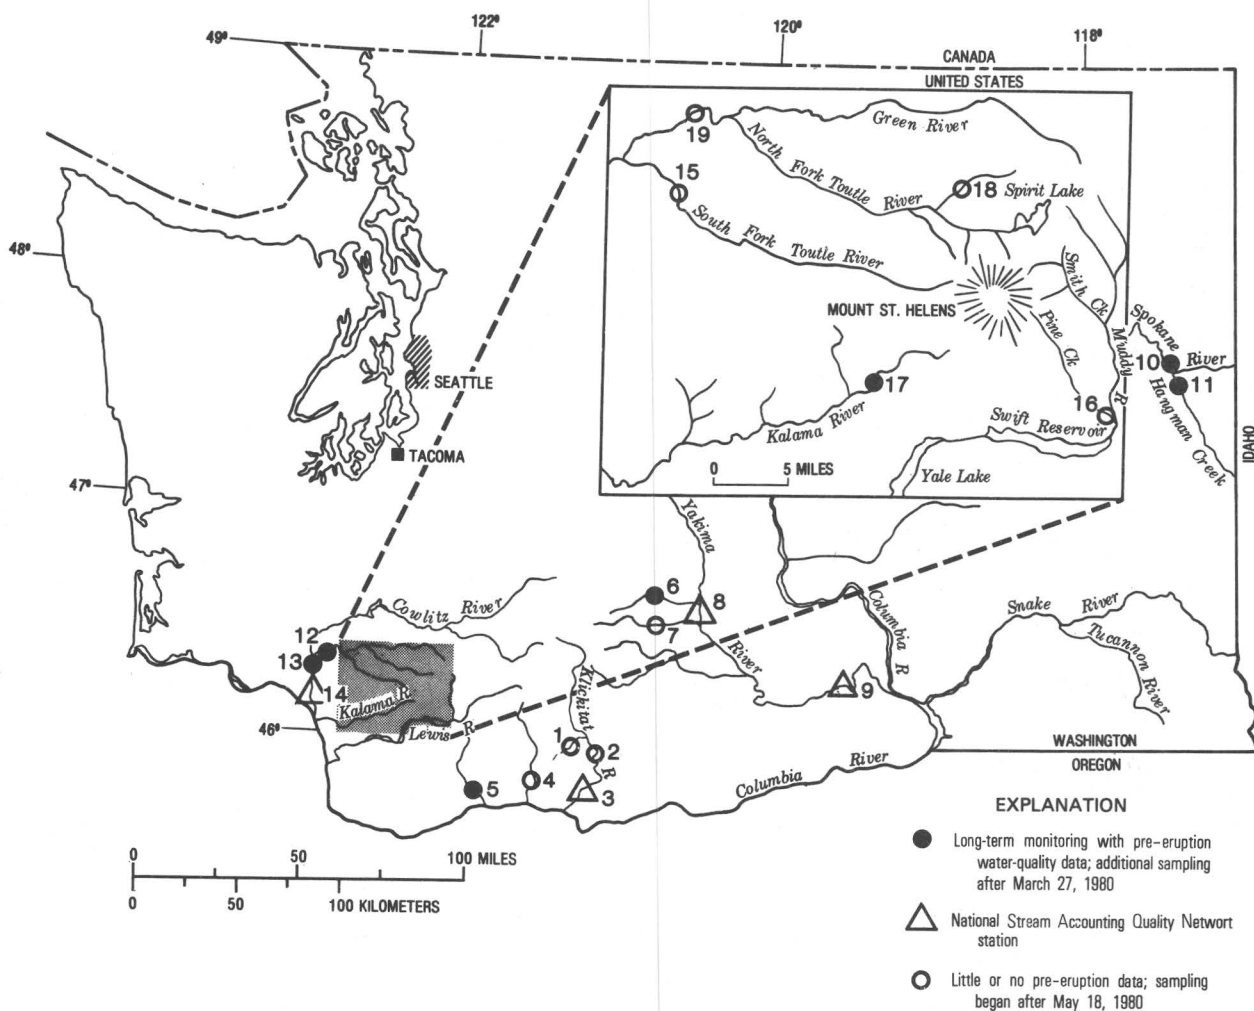 122°
120°
118°
49°
CANADA
UNITED STATES
Green River
19
North Fork Toutle River
15
18
Spirit Lake
48°
South Fork Toutle River
Smith Ck
MOUNT ST. HELENS
Pine Ck
Muddy R
Spokane
River
10
11
SEATTLE
17
16
Hangman Creek
IDAHO
Kalama River
Swift Reservoir
TACOMA
0 5 MILES
Yale Lake
47°
Yakima
River
6
8
7
Cowlitz River
Columbia R
Snake River
Tucannon River
12
13
14
Kalama R
Klickitat R
9
46°
Lewis R
1
2
WASHINGTON
OREGON
4
3
5
Columbia River
EXPLANATION
0 50 100 MILES
0 50 100 KILOMETERS
Long-term monitoring with pre-eruption
water-quality data; additional sampling
after March 27, 1980
National Stream Accounting Quality Networt
station
Little or no pre-eruption data; sampling
began after May 18, 1980